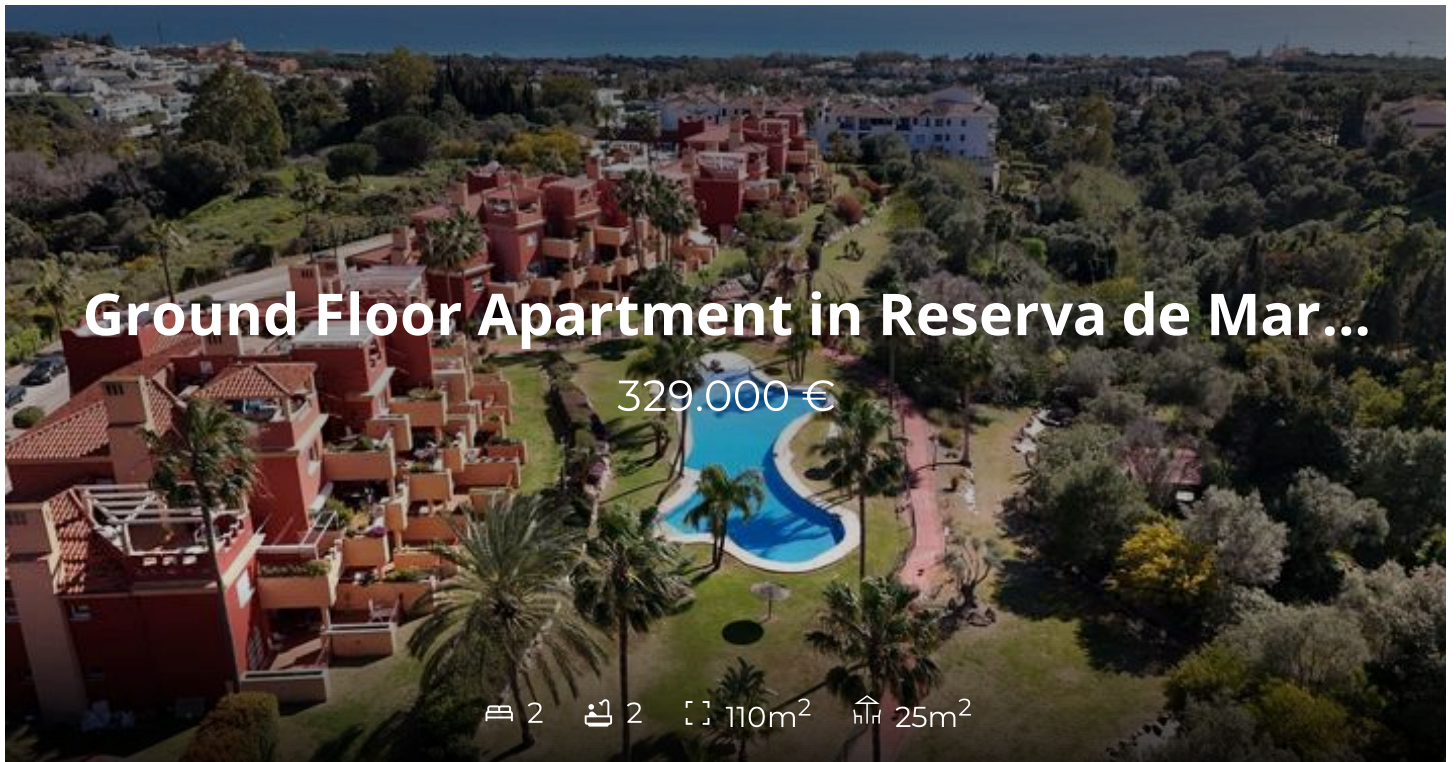 Ground Floor Apartment in Reserva de Mar...
329.000 €
2 2 110m² 25m²